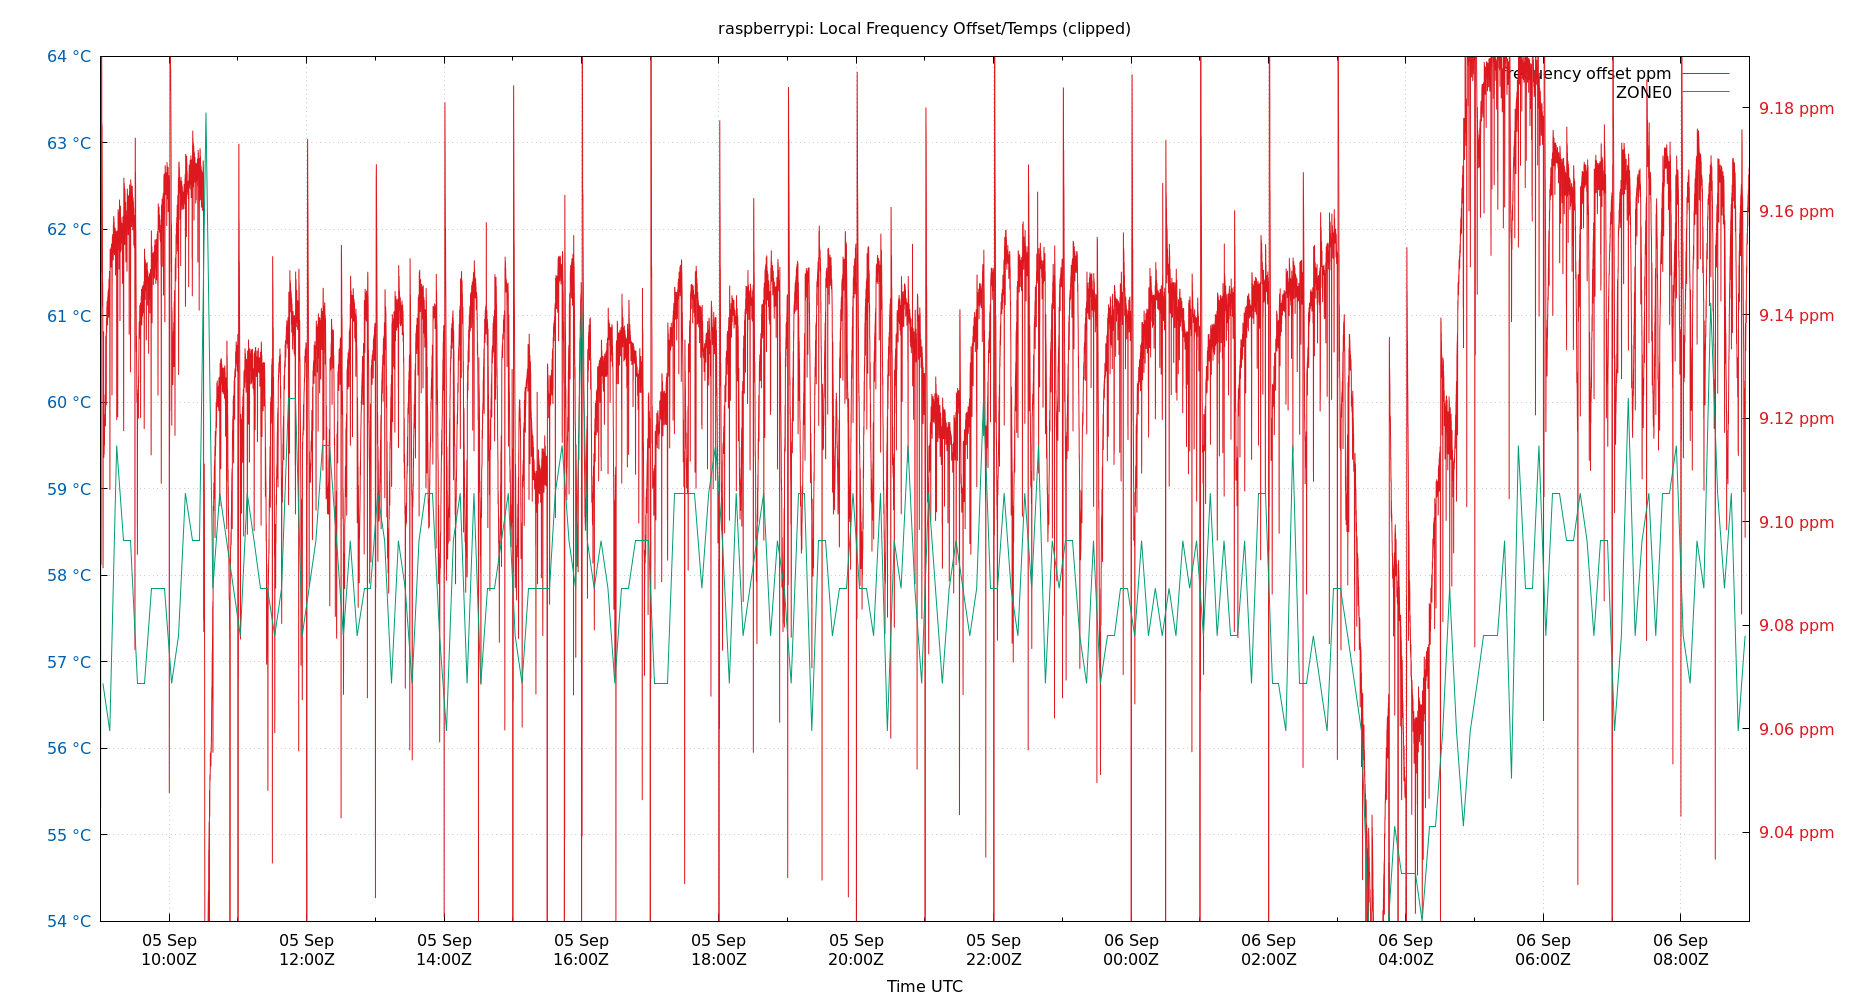 raspberrypi: Local Frequency Offset/Temps (clipped)
64 °C
63 °C
62 °C
61 °C
60 °C
59 °C
58 °C
57 °C
56 °C
55 °C
54 °C
frequency offset ppm
ZONE0
9.18 ppm
9.16 ppm
9.14 ppm
9.12 ppm
9.10 ppm
9.08 ppm
9.06 ppm
9.04 ppm
05 Sep
10:00Z
05 Sep
12:00Z
05 Sep
14:00Z
05 Sep
16:00Z
05 Sep
18:00Z
05 Sep
20:00Z
05 Sep
22:00Z
06 Sep
00:00Z
06 Sep
02:00Z
06 Sep
04:00Z
06 Sep
06:00Z
06 Sep
08:00Z
Time UTC